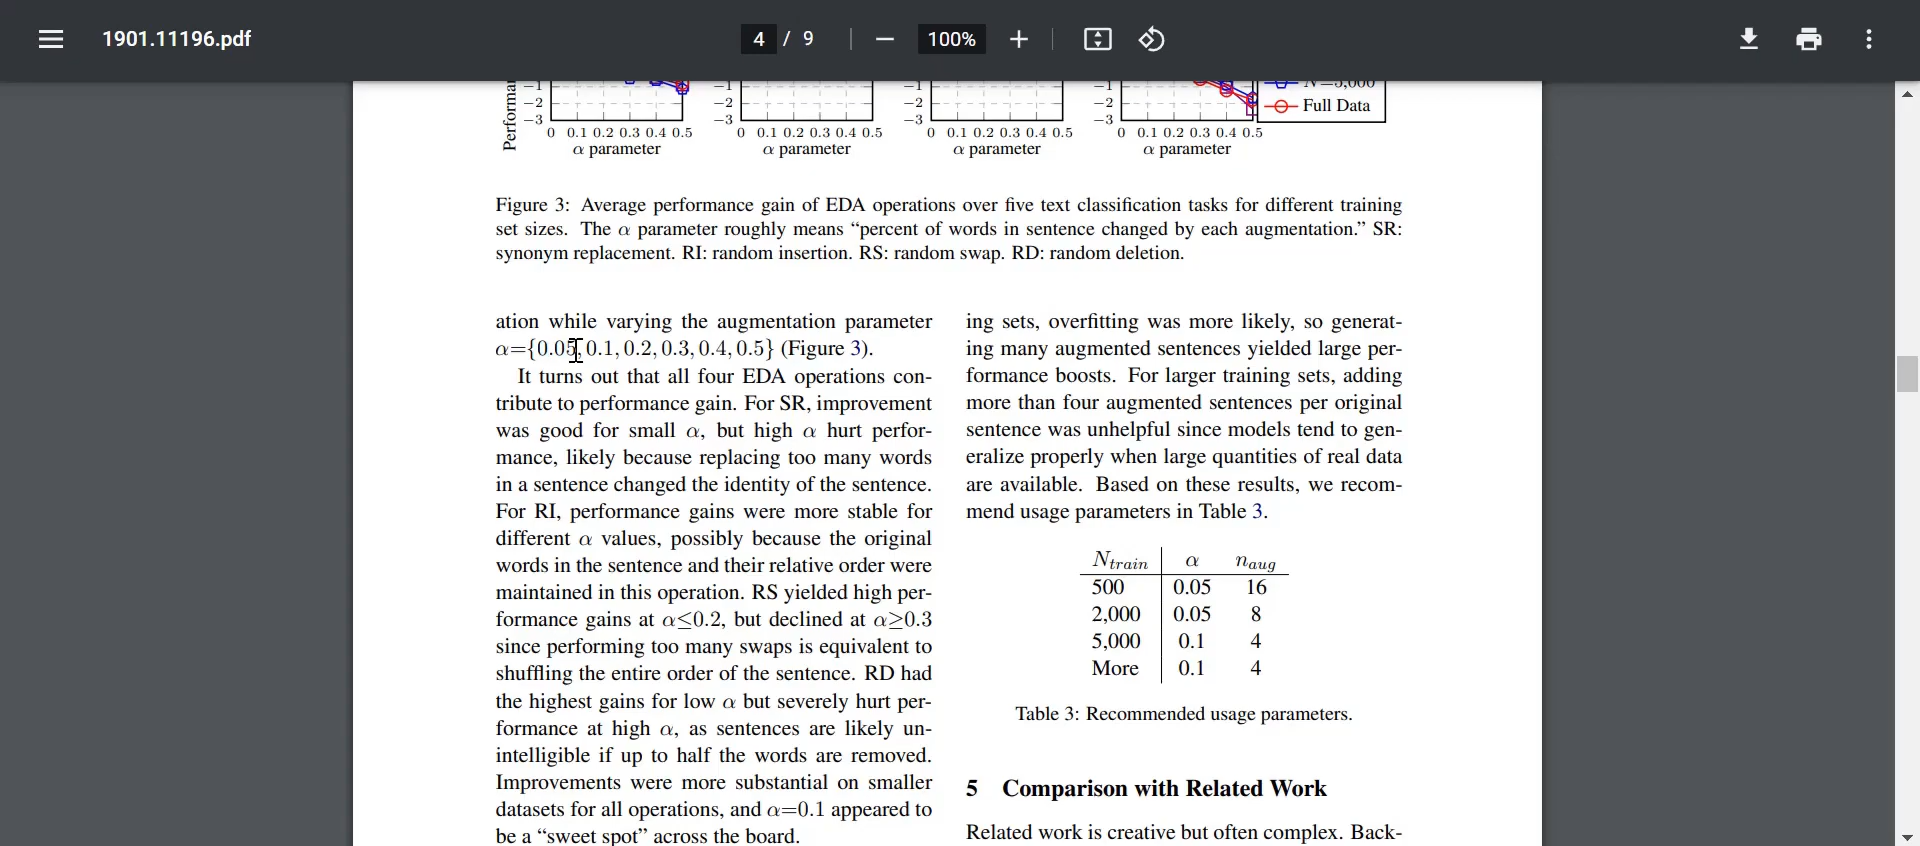 1901.11196.pdf
4 / 9
100%
Performa
−1
−2
−3
0 0.1 0.2 0.3 0.4 0.5
α parameter
−1
−2
−3
0 0.1 0.2 0.3 0.4 0.5
α parameter
−1
−2
−3
0 0.1 0.2 0.3 0.4 0.5
α parameter
−1
−2
−3
0 0.1 0.2 0.3 0.4 0.5
α parameter
N=5,000
Full Data
Figure 3: Average performance gain of EDA operations over five text classification tasks for different training
set sizes. The α parameter roughly means “percent of words in sentence changed by each augmentation.” SR:
synonym replacement. RI: random insertion. RS: random swap. RD: random deletion.
ation while varying the augmentation parameter
α={0.05, 0.1, 0.2, 0.3, 0.4, 0.5} (Figure 3).
It turns out that all four EDA operations con-
tribute to performance gain. For SR, improvement
was good for small α, but high α hurt perfor-
mance, likely because replacing too many words
in a sentence changed the identity of the sentence.
For RI, performance gains were more stable for
different α values, possibly because the original
words in the sentence and their relative order were
maintained in this operation. RS yielded high per-
formance gains at α≤0.2, but declined at α≥0.3
since performing too many swaps is equivalent to
shuffling the entire order of the sentence. RD had
the highest gains for low α but severely hurt per-
formance at high α, as sentences are likely un-
intelligible if up to half the words are removed.
Improvements were more substantial on smaller
datasets for all operations, and α=0.1 appeared to
be a “sweet spot” across the board.
ing sets, overfitting was more likely, so generat-
ing many augmented sentences yielded large per-
formance boosts. For larger training sets, adding
more than four augmented sentences per original
sentence was unhelpful since models tend to gen-
eralize properly when large quantities of real data
are available. Based on these results, we recom-
mend usage parameters in Table 3.
Ntrain α naug
500 0.05 16
2,000 0.05 8
5,000 0.1 4
More 0.1 4
Table 3: Recommended usage parameters.
5 Comparison with Related Work
Related work is creative but often complex. Back-